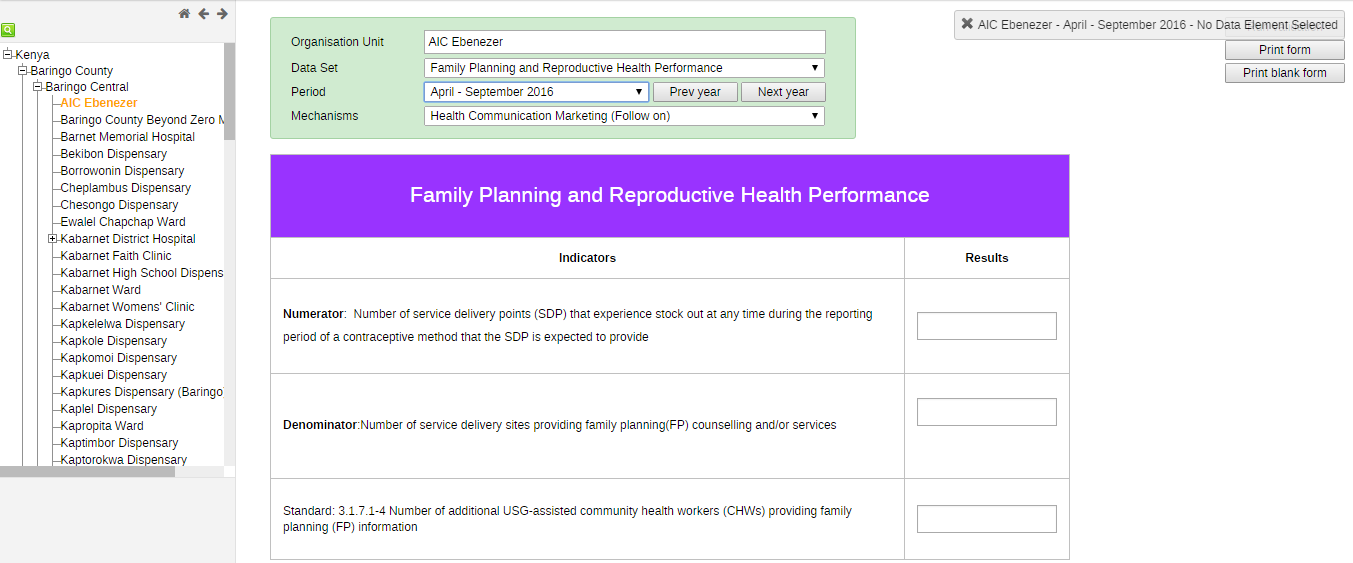 Kenya
Baringo County
Baringo Central
AIC Ebenezer
Baringo County Beyond Zero M
Barnet Memorial Hospital
Bekibon Dispensary
Borrowonin Dispensary
Cheplambus Dispensary
Chesongo Dispensary
Ewalel Chapchap Ward
Kabarnet District Hospital
Kabarnet Faith Clinic
Kabarnet High School Dispens
Kabarnet Ward
Kabarnet Womens' Clinic
Kapkelelwa Dispensary
Kapkole Dispensary
Kapkomoi Dispensary
Kapkuei Dispensary
Kapkures Dispensary (Baringo
Kaplel Dispensary
Kapropita Ward
Kaptimbor Dispensary
Kaptorokwa Dispensary
Organisation Unit AIC Ebenezer
Data Set Family Planning and Reproductive Health Performance
Period April - September 2016 Prev year Next year
Mechanisms Health Communication Marketing (Follow on)
AIC Ebenezer - April - September 2016 - No Data Element Selected
Print form
Print blank form
Family Planning and Reproductive Health Performance
Indicators Results
Numerator: Number of service delivery points (SDP) that experience stock out at any time during the reporting
period of a contraceptive method that the SDP is expected to provide
Denominator:Number of service delivery sites providing family planning(FP) counselling and/or services
Standard: 3.1.7.1-4 Number of additional USG-assisted community health workers (CHWs) providing family
planning (FP) information